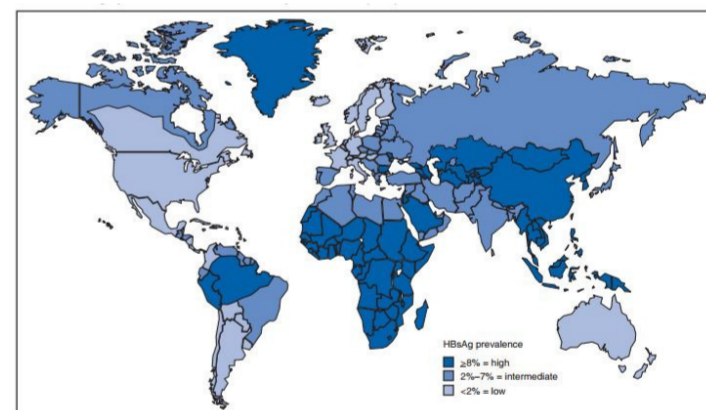 HBsAg prevalence
≥8% = high
2%–7% = intermediate
<2% = low